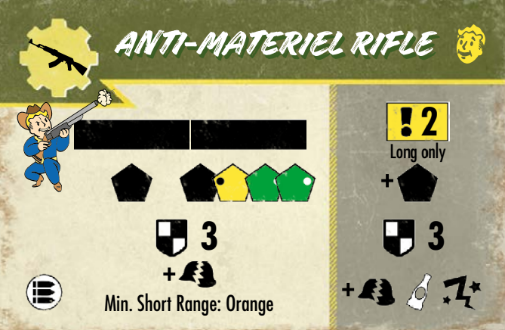 ANTI-MATERIEL RIFLE
! 2
Long only
+
3
3
+
+
Min. Short Range: Orange